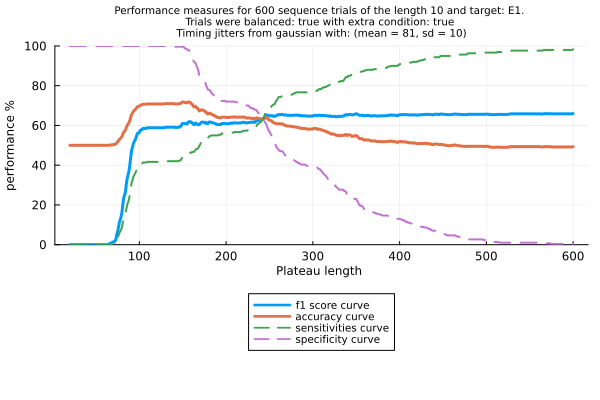 Performance measures for 600 sequence trials of the length 10 and target: E1.
Trials were balanced: true with extra condition: true
Timing jitters from gaussian with: (mean = 81, sd = 10)
100
80
60
40
20
0
performance %
100 200 300 400 500 600
Plateau length
f1 score curve
accuracy curve
sensitivities curve
specificity curve